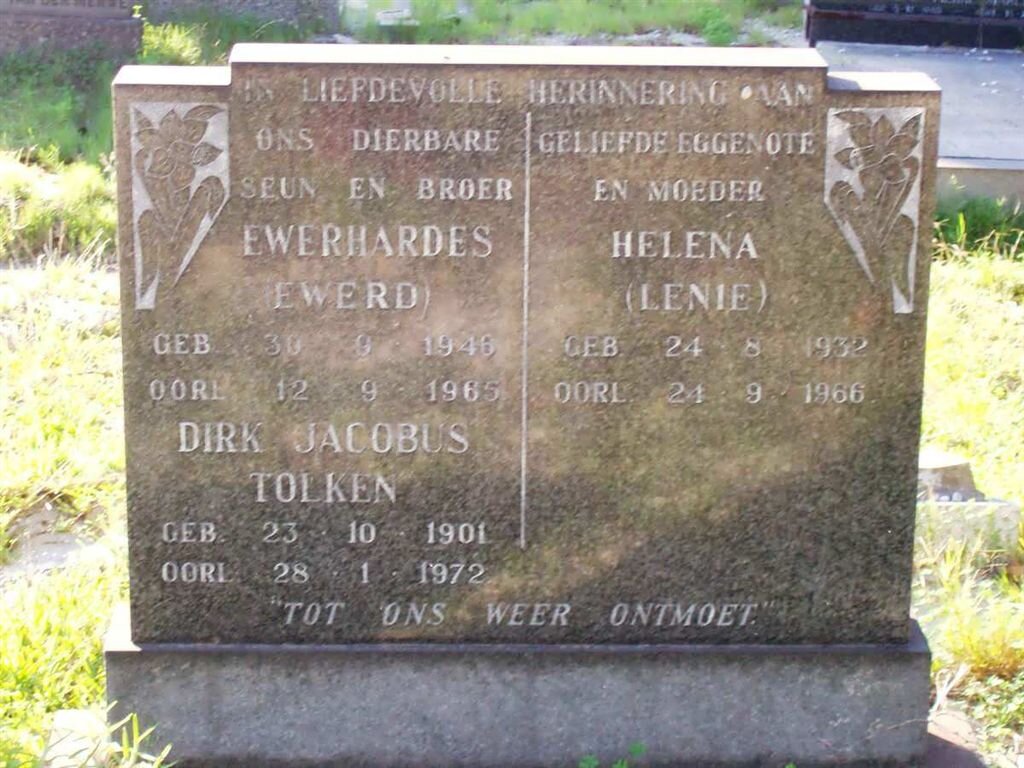 IN LIEFDEVOLLE HERINNERING AAN
ONS DIERBARE
SEUN EN BROER
EWERHARDES
(EWERD)
GEB. 30 · 9 · 1946
OORL. 12 · 9 · 1965
DIRK JACOBUS
TOLKEN
GEB. 23 · 10 · 1901
OORL. 28 · 1 · 1972
GELIEFDE EGGENOTE
EN MOEDER
HELENA
(LENIE)
GEB. 24 · 8 · 1932
OORL. 24 · 9 · 1966.
"TOT ONS WEER ONTMOET."